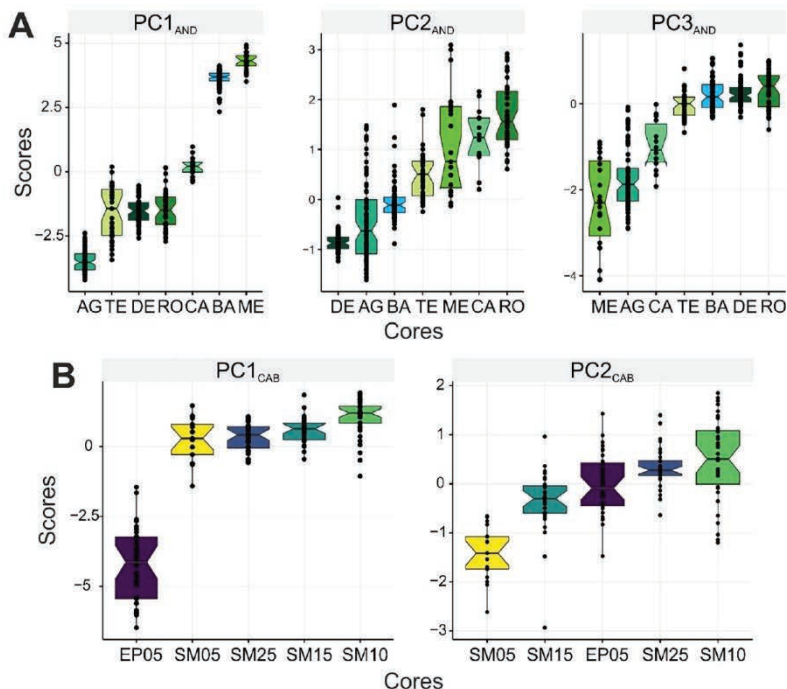 A
PC1AND
PC2AND
PC3AND
Scores
5
2.5
0
−2.5
3
2
1
0
−1
0
−2
−4
AG TE DE RO CA BA ME
DE AG BA TE ME CA RO
ME AG CA TE BA DE RO
Cores
B
PC1CAB
PC2CAB
Scores
0
−2.5
−5
2
1
0
−1
−2
−3
EP05 SM05 SM25 SM15 SM10
SM05 SM15 EP05 SM25 SM10
Cores